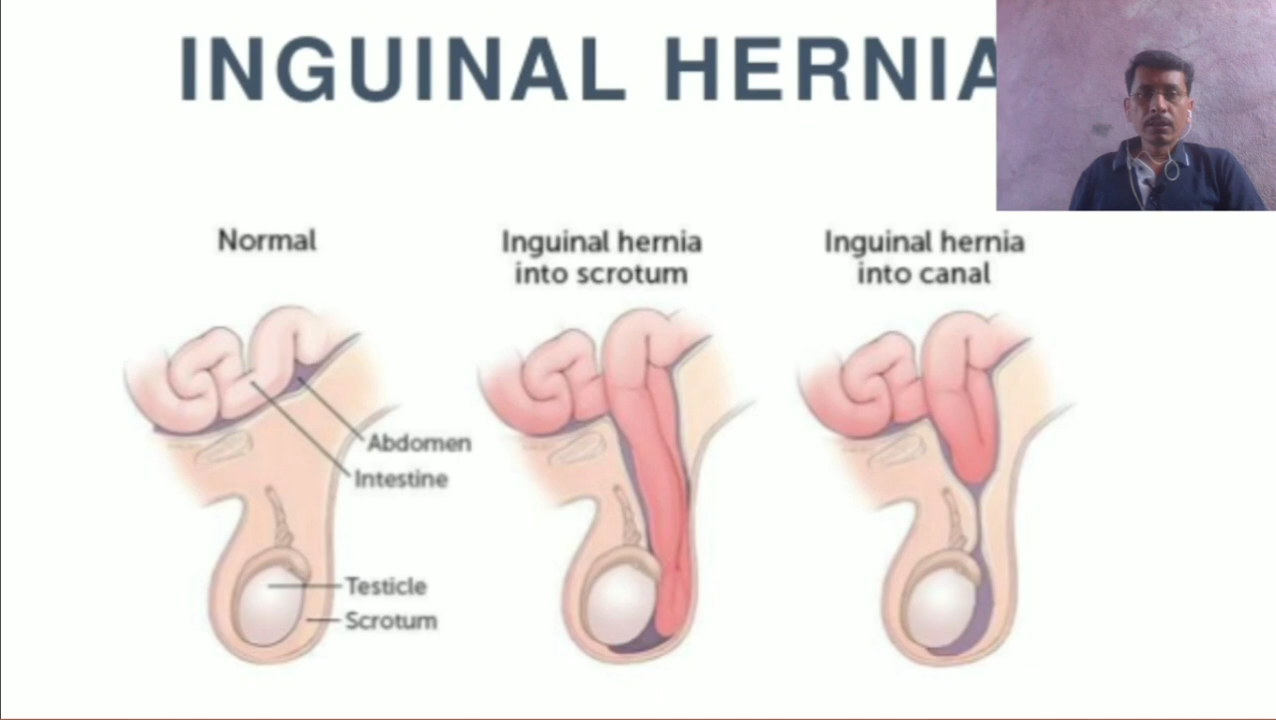 INGUINAL HERNIA
Normal
Inguinal hernia
into scrotum
Inguinal hernia
into canal
Abdomen
Intestine
Testicle
Scrotum